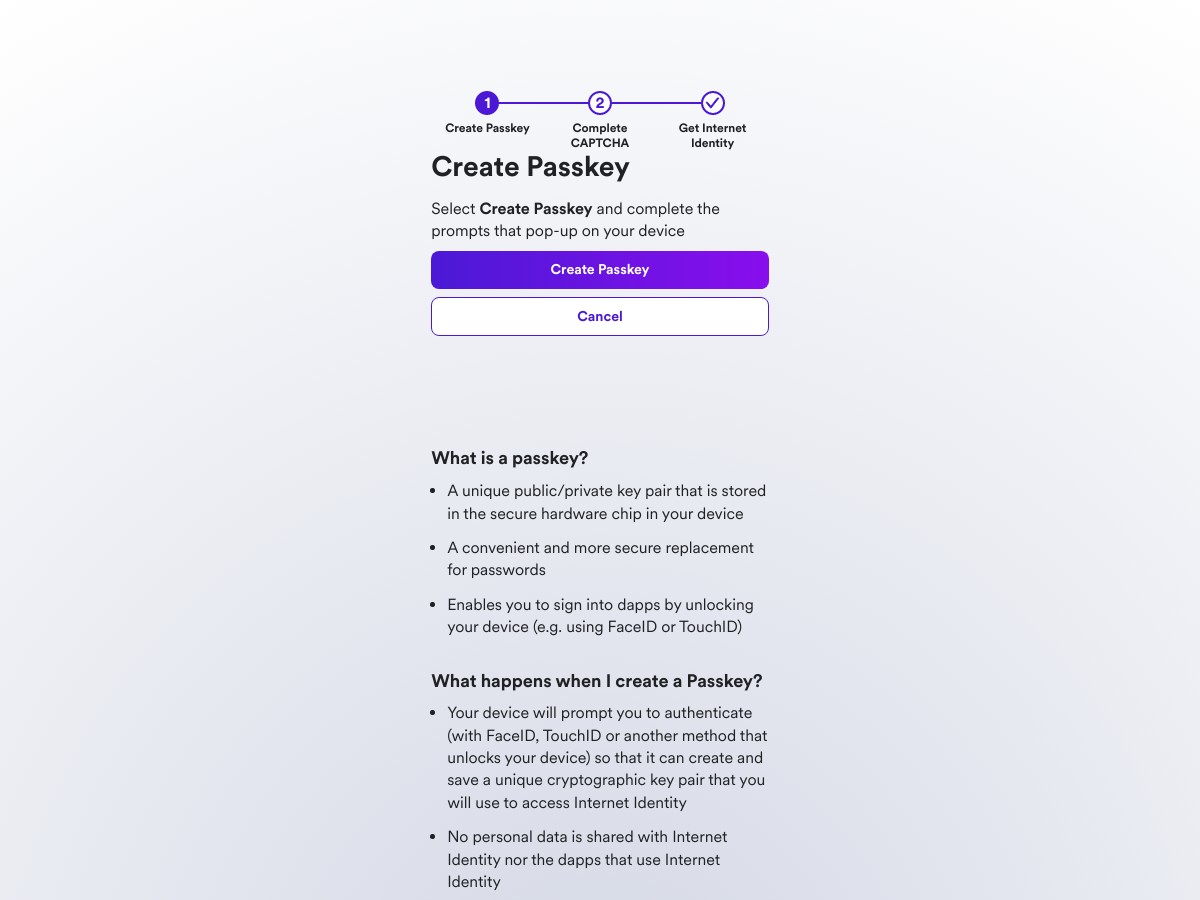 1
2
Create Passkey
Complete
CAPTCHA
Get Internet
Identity
Create Passkey
Select Create Passkey and complete the
prompts that pop-up on your device
Create Passkey
Cancel
What is a passkey?
A unique public/private key pair that is stored
in the secure hardware chip in your device
A convenient and more secure replacement
for passwords
Enables you to sign into dapps by unlocking
your device (e.g. using FaceID or TouchID)
What happens when I create a Passkey?
Your device will prompt you to authenticate
(with FaceID, TouchID or another method that
unlocks your device) so that it can create and
save a unique cryptographic key pair that you
will use to access Internet Identity
No personal data is shared with Internet
Identity nor the dapps that use Internet
Identity